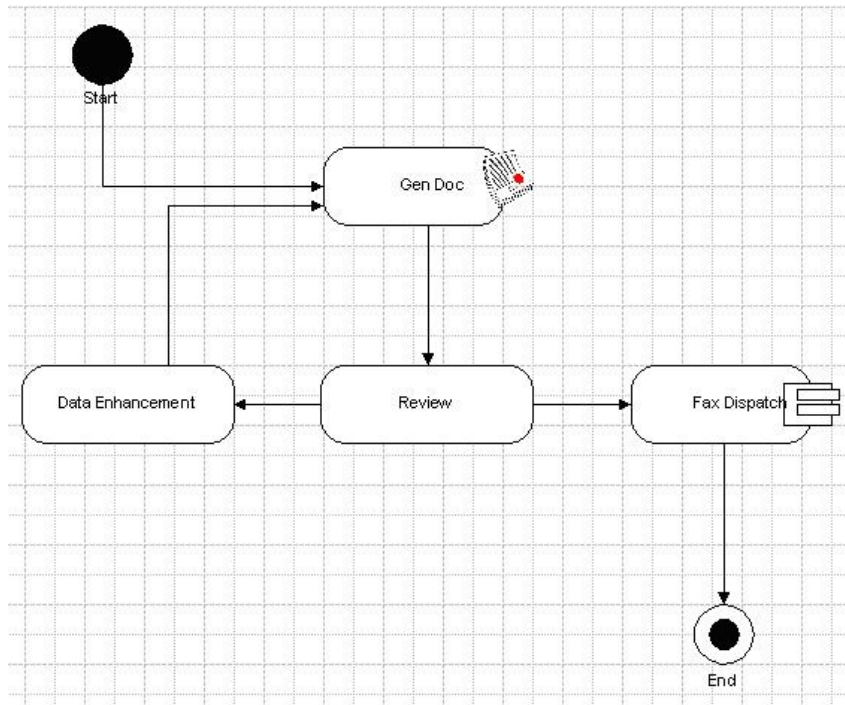 Start
Gen Doc
Data Enhancement
Review
Fax Dispatch
End